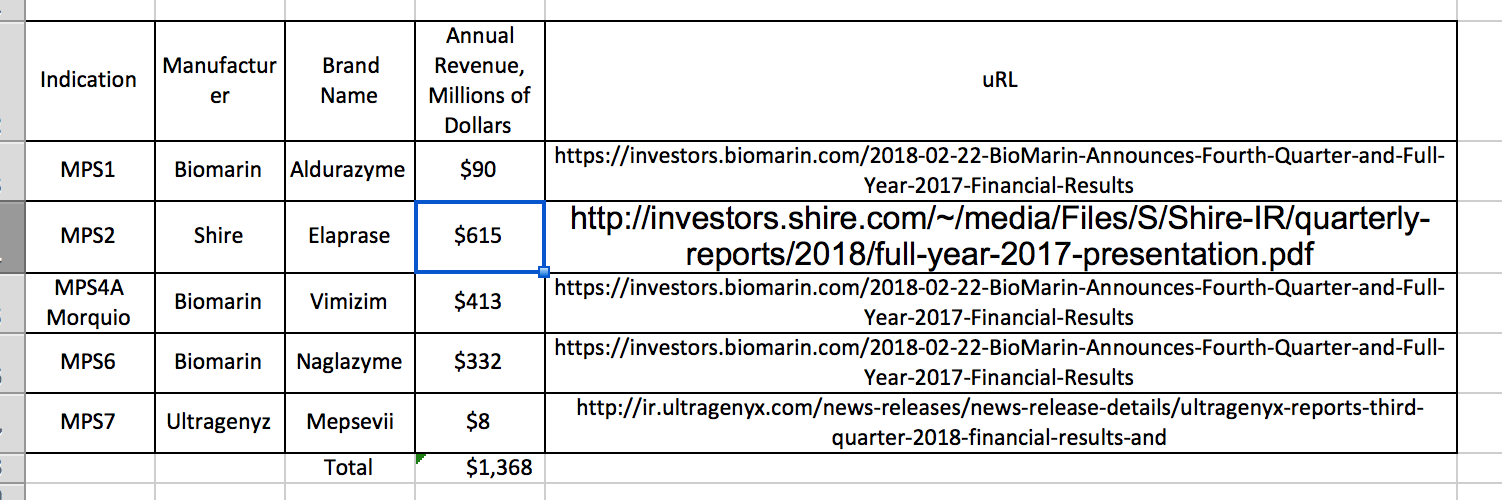 Indication
Manufactur
er
Brand
Name
Annual
Revenue,
Millions of
Dollars
uRL
MPS1
Biomarin
Aldurazyme
$90
https://investors.biomarin.com/2018-02-22-BioMarin-Announces-Fourth-Quarter-and-Full-
Year-2017-Financial-Results
MPS2
Shire
Elaprase
$615
http://investors.shire.com/~/media/Files/S/Shire-IR/quarterly-
reports/2018/full-year-2017-presentation.pdf
MPS4A
Morquio
Biomarin
Vimizim
$413
https://investors.biomarin.com/2018-02-22-BioMarin-Announces-Fourth-Quarter-and-Full-
Year-2017-Financial-Results
MPS6
Biomarin
Naglazyme
$332
https://investors.biomarin.com/2018-02-22-BioMarin-Announces-Fourth-Quarter-and-Full-
Year-2017-Financial-Results
MPS7
Ultragenyz
Mepsevii
$8
http://ir.ultragenyx.com/news-releases/news-release-details/ultragenyx-reports-third-
quarter-2018-financial-results-and
Total
$1,368